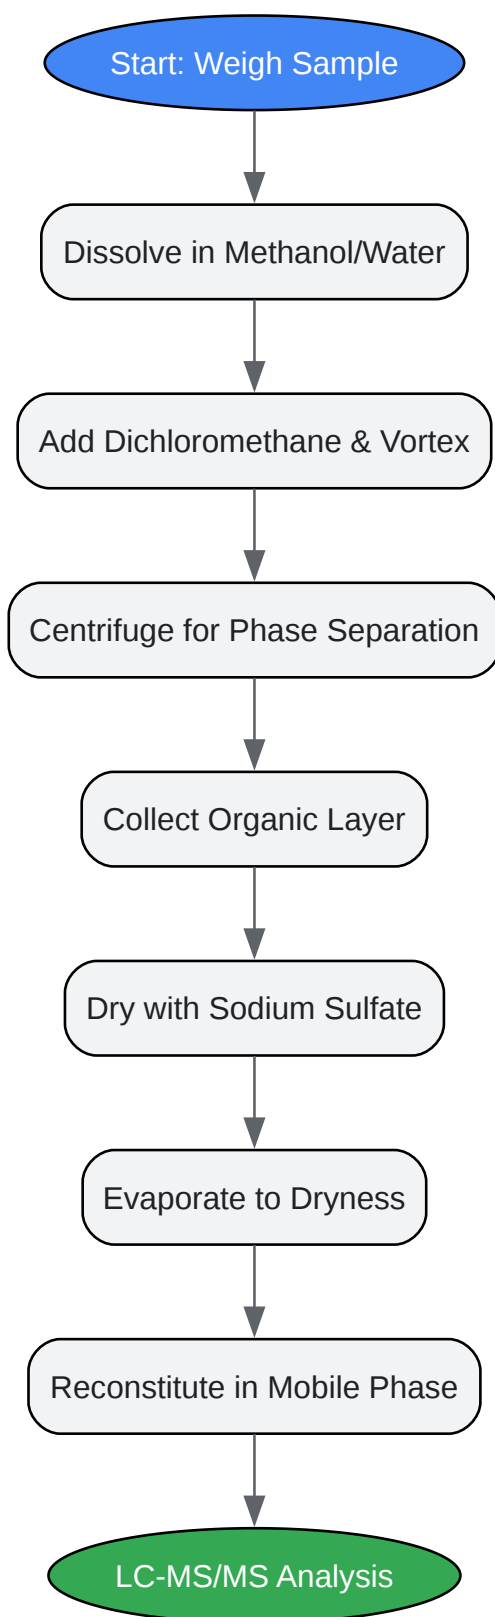 Start: Weigh Sample
Dissolve in Methanol/Water
Add Dichloromethane & Vortex
Centrifuge for Phase Separation
Collect Organic Layer
Dry with Sodium Sulfate
Evaporate to Dryness
Reconstitute in Mobile Phase
LC-MS/MS Analysis